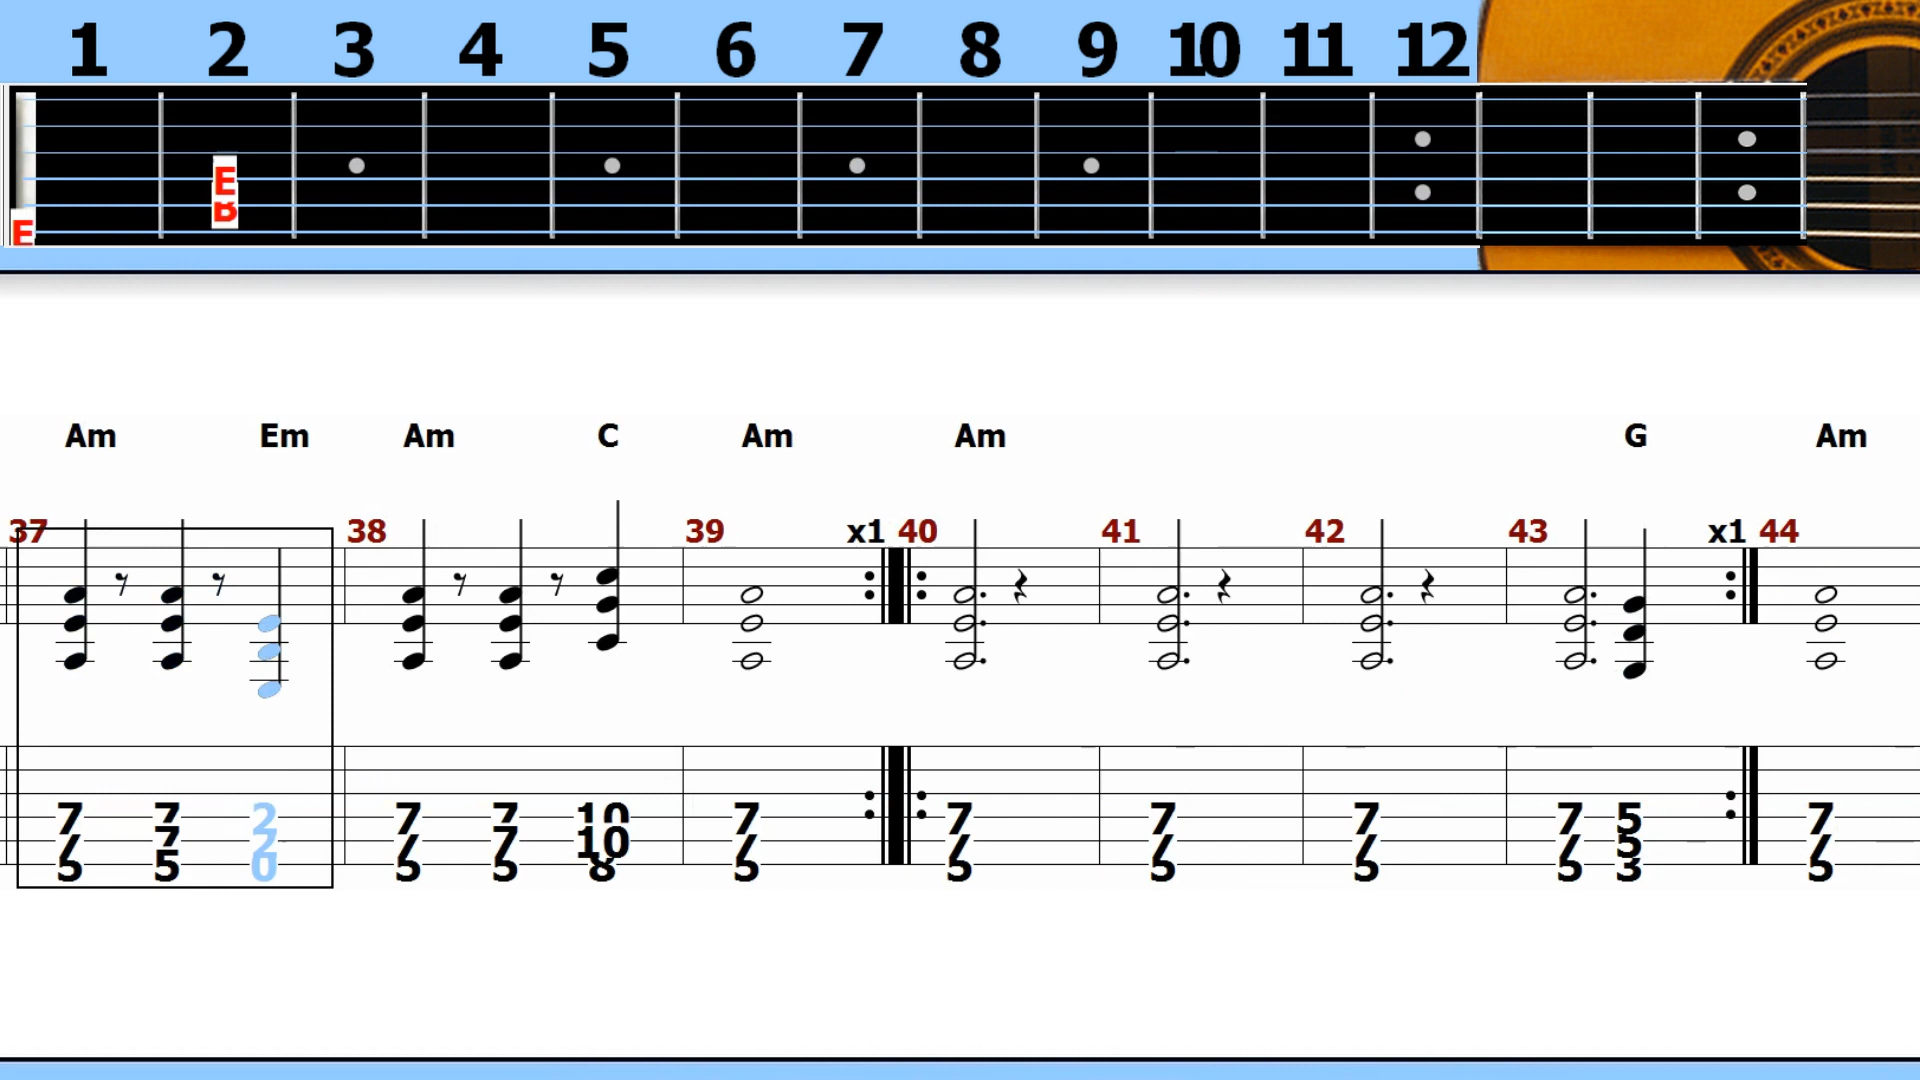 1 2 3 4 5 6 7 8 9 10 11 12
E
B
E
Am Em Am C Am Am G Am
37 38 39 x1 40 41 42 43 x1 44
7 7 2 7 7 10 7 7 7 7 7 5 7
7 7 2 7 7 10 7 7 7 7 7 5 7
5 5 0 5 5 8 5 5 5 5 5 3 5